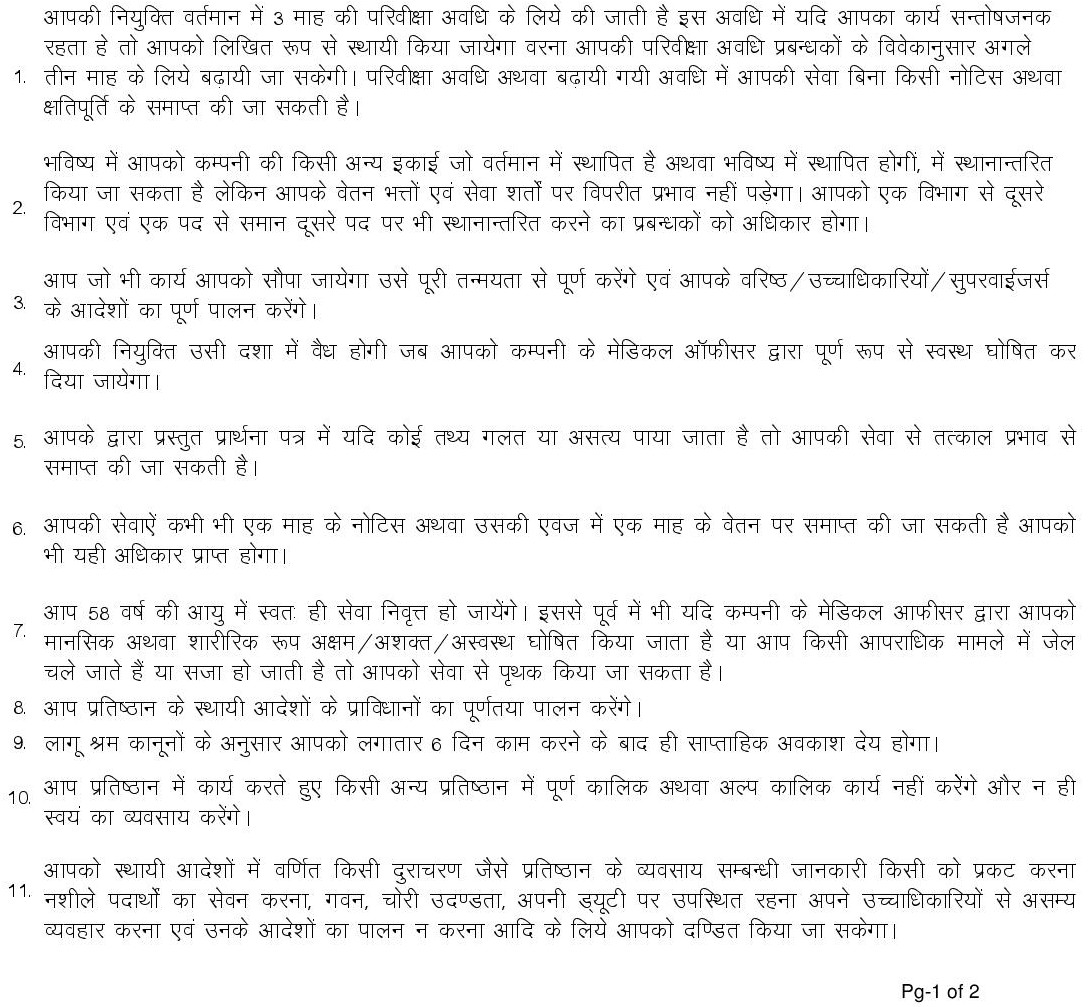 आपकी नियुक्ति वर्तमान में 3 माह की परिवीक्षा अवधि के लिये की जाती है इस अवधि में यदि आपका कार्य सन्तोषजनक
रहता हे तो आपको लिखित रूप से स्थायी किया जायेगा वरना आपकी परिवीक्षा अवधि प्रबन्धकों के विवेकानुसार अगले
1. तीन माह के लिये बढ़ायी जा सकेगी। परिवीक्षा अवधि अथवा बढ़ायी गयी अवधि में आपकी सेवा बिना किसी नोटिस अथवा
क्षतिपूर्ति के समाप्त की जा सकती है।
भविष्य में आपको कम्पनी की किसी अन्य इकाई जो वर्तमान में स्थापित है अथवा भविष्य में स्थापित होगीं, में स्थानान्तरित
2. किया जा सकता है लेकिन आपके वेतन भत्तों एवं सेवा शर्तों पर विपरीत प्रभाव नहीं पड़ेगा। आपको एक विभाग से दूसरे
विभाग एवं एक पद से समान दूसरे पद पर भी स्थानान्तरित करने का प्रबन्धकों को अधिकार होगा।
आप जो भी कार्य आपको सौपा जायेगा उसे पूरी तन्मयता से पूर्ण करेंगे एवं आपके वरिष्ठ/उच्चाधिकारियों/सुपरवाईजर्स
3. के आदेशों का पूर्ण पालन करेंगे।
आपकी नियुक्ति उसी दशा में वैध होगी जब आपको कम्पनी के मेडिकल ऑफीसर द्वारा पूर्ण रूप से स्वस्थ घोषित कर
4. दिया जायेगा।
5. आपके द्वारा प्रस्तुत प्रार्थना पत्र में यदि कोई तथ्य गलत या असत्य पाया जाता है तो आपकी सेवा से तत्काल प्रभाव से
समाप्त की जा सकती है।
6. आपकी सेवाऐं कभी भी एक माह के नोटिस अथवा उसकी एवज में एक माह के वेतन पर समाप्त की जा सकती है आपको
भी यही अधिकार प्राप्त होगा।
आप 58 वर्ष की आयु में स्वतः ही सेवा निवृत्त हो जायेंगे। इससे पूर्व में भी यदि कम्पनी के मेडिकल आफीसर द्वारा आपको
7. मानसिक अथवा शारीरिक रूप अक्षम/अशक्त/अस्वस्थ घोषित किया जाता है या आप किसी आपराधिक मामले में जेल
चले जाते हैं या सजा हो जाती है तो आपको सेवा से पृथक किया जा सकता है।
8. आप प्रतिष्ठान के स्थायी आदेशों के प्राविधानों का पूर्णतया पालन करेंगे।
9. लागू श्रम कानूनों के अनुसार आपको लगातार 6 दिन काम करने के बाद ही साप्ताहिक अवकाश देय होगा।
10. आप प्रतिष्ठान में कार्य करते हुए किसी अन्य प्रतिष्ठान में पूर्ण कालिक अथवा अल्प कालिक कार्य नहीं करेंगे और न ही
स्वयं का व्यवसाय करेंगे।
आपको स्थायी आदेशों में वर्णित किसी दुराचरण जैसे प्रतिष्ठान के व्यवसाय सम्बन्धी जानकारी किसी को प्रकट करना
11. नशीले पदार्थो का सेवन करना, गवन, चोरी उदण्डता, अपनी ड्यूटी पर उपस्थित रहना अपने उच्चाधिकारियों से असम्य
व्यवहार करना एवं उनके आदेशों का पालन न करना आदि के लिये आपको दण्डित किया जा सकेगा।
Pg-1 of 2